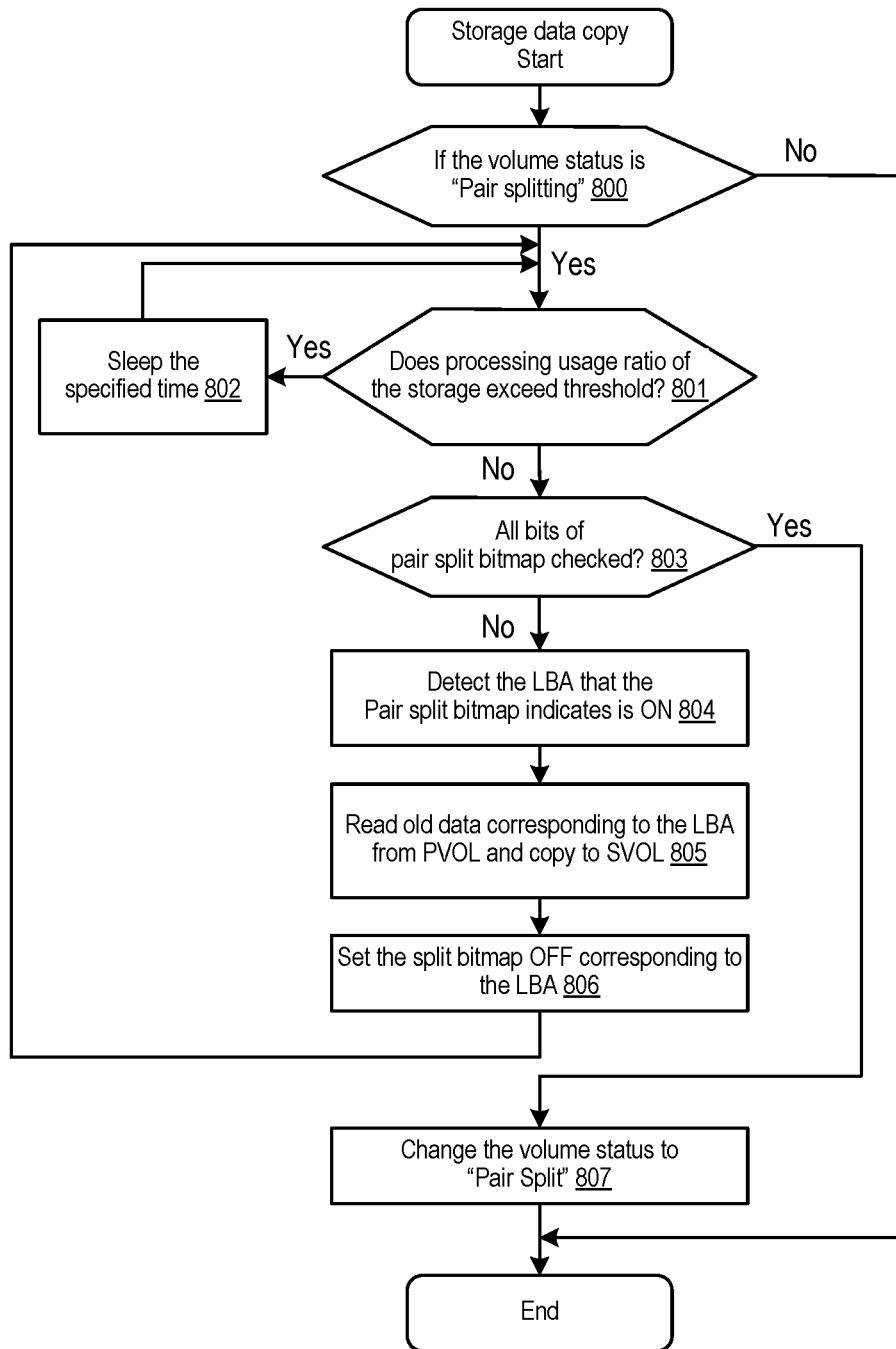 Storage data copy
Start
If the volume status is
“Pair splitting” 800
No
Yes
Sleep the
specified time 802
Yes
Does processing usage ratio of
the storage exceed threshold? 801
No
All bits of
pair split bitmap checked? 803
Yes
No
Detect the LBA that the
Pair split bitmap indicates is ON 804
Read old data corresponding to the LBA
from PVOL and copy to SVOL 805
Set the split bitmap OFF corresponding to
the LBA 806
Change the volume status to
“Pair Split” 807
End